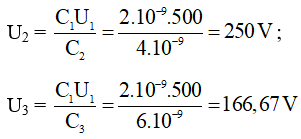 U₂ = C₁U₁ / C₂ = 2.10⁻⁹.500 / 4.10⁻⁹ = 250 V ;
U₃ = C₁U₁ / C₃ = 2.10⁻⁹.500 / 6.10⁻⁹ = 166,67 V